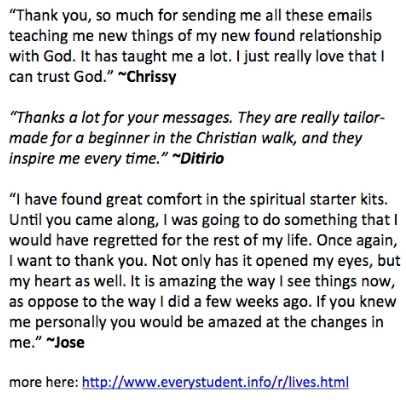 “Thank you, so much for sending me all these emails
teaching me new things of my new found relationship
with God. It has taught me a lot. I just really love that I
can trust God.” ~Chrissy
“Thanks a lot for your messages. They are really tailor-
made for a beginner in the Christian walk, and they
inspire me every time.” ~Ditirio
“I have found great comfort in the spiritual starter kits.
Until you came along, I was going to do something that I
would have regretted for the rest of my life. Once again,
I want to thank you. Not only has it opened my eyes, but
my heart as well. It is amazing the way I see things now,
as oppose to the way I did a few weeks ago. If you knew
me personally you would be amazed at the changes in
me.” ~Jose
more here: http://www.everystudent.info/r/lives.html